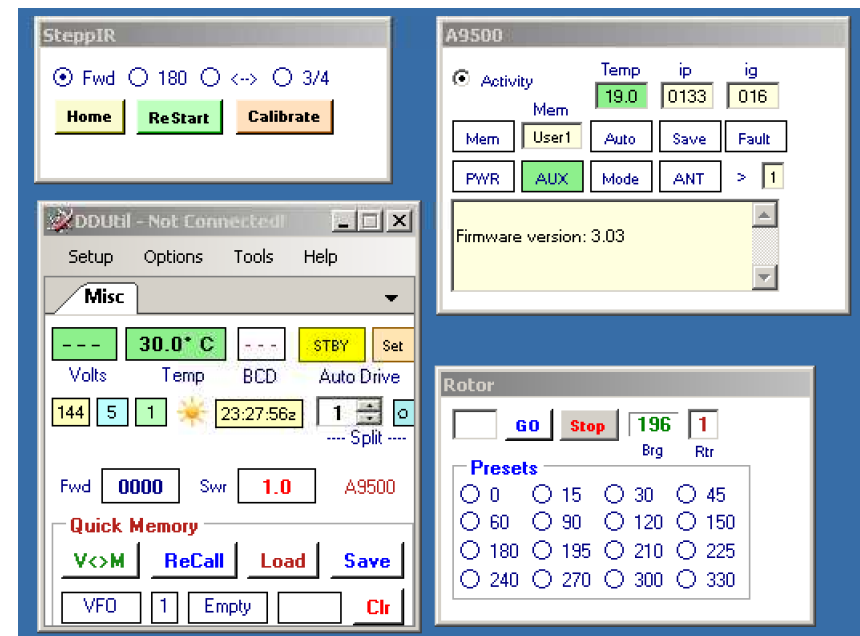 SteppIR
Fwd 180 <--> 3/4
Home ReStart Calibrate
A9500
Temp ip ig
Activity 19.0 0133 016
Mem
Mem User1 Auto Save Fault
PWR AUX Mode ANT > 1
Firmware version: 3.03
DDUtil - Not Connected!
Setup Options Tools Help
Misc
--- 30.0° C --- STBY Set
Volts Temp BCD Auto Drive
144 5 1 23:27:56z 1 o
---- Split ----
Fwd 0000 Swr 1.0 A9500
Quick Memory
V<>M ReCall Load Save
VFO 1 Empty Clr
Rotor
GO Stop 196 1
Brg Rtr
Presets
0 15 30 45
60 90 120 150
180 195 210 225
240 270 300 330